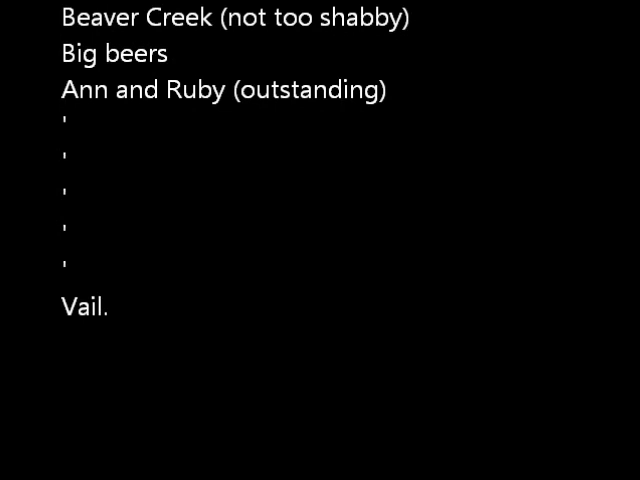 Beaver Creek (not too shabby)
Big beers
Ann and Ruby (outstanding)
'
'
'
'
'
Vail.